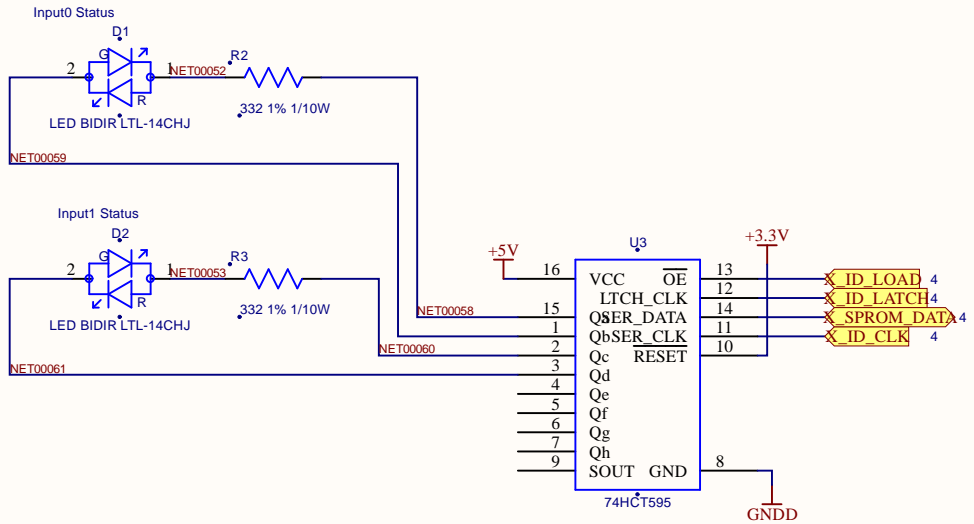 Input0 Status
D1
G
2
1
NET00052
R
R2
332 1% 1/10W
LED BIDIR LTL-14CHJ
NET00059
Input1 Status
D2
G
2
1
NET00053
R
R3
332 1% 1/10W
LED BIDIR LTL-14CHJ
NET00058
NET00060
NET00061
U3
+5V
+3.3V
16 VCC OE 13 X_ID_LOAD 4
LTCH_CLK 12 X_ID_LATCH 4
15 Qa SER_DATA 14 X_SPROM_DATA 4
1 Qb SER_CLK 11 X_ID_CLK 4
2 Qc RESET 10
3 Qd
4 Qe
5 Qf
6 Qg
7 Qh
9 SOUT GND 8
74HCT595
GNDD